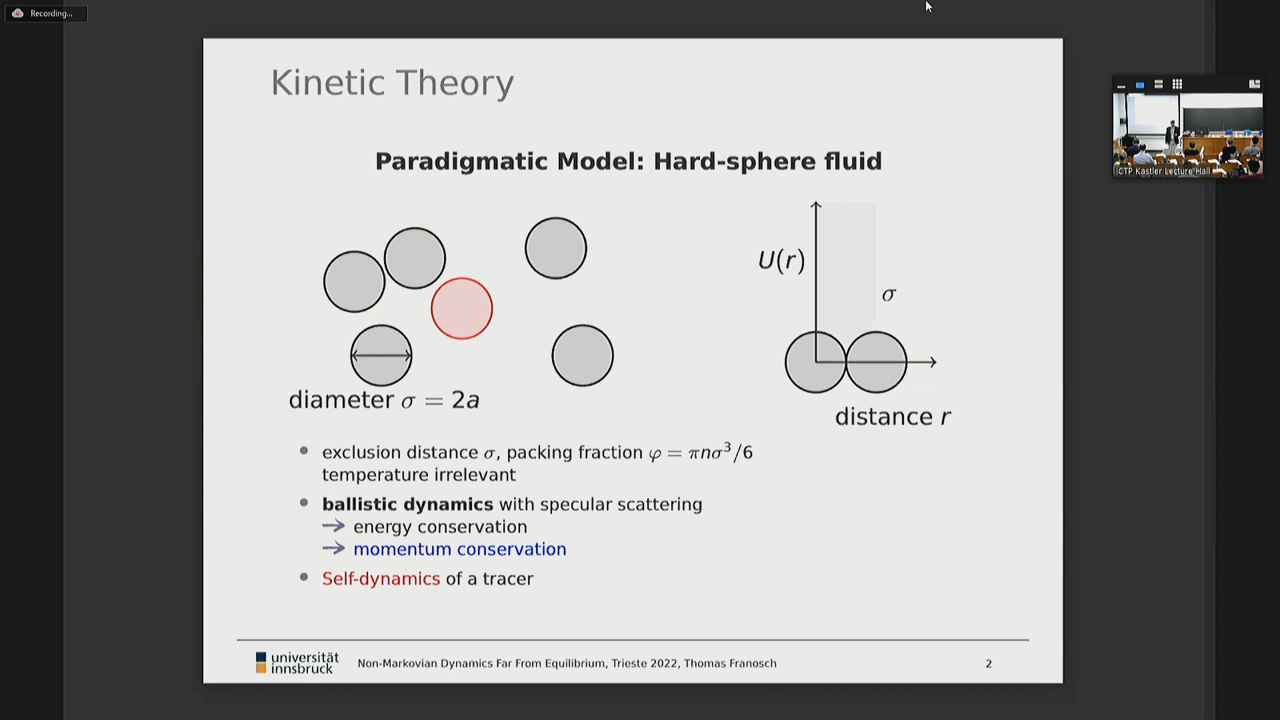 Recording...
Kinetic Theory
Paradigmatic Model: Hard-sphere fluid
U(r)
σ
diameter σ = 2a
distance r
exclusion distance σ, packing fraction φ = πnσ³/6
temperature irrelevant
ballistic dynamics with specular scattering
→ energy conservation
→ momentum conservation
Self-dynamics of a tracer
universität
innsbruck
Non-Markovian Dynamics Far From Equilibrium, Trieste 2022, Thomas Franosch
2
ICTP Kastler Lecture Hall